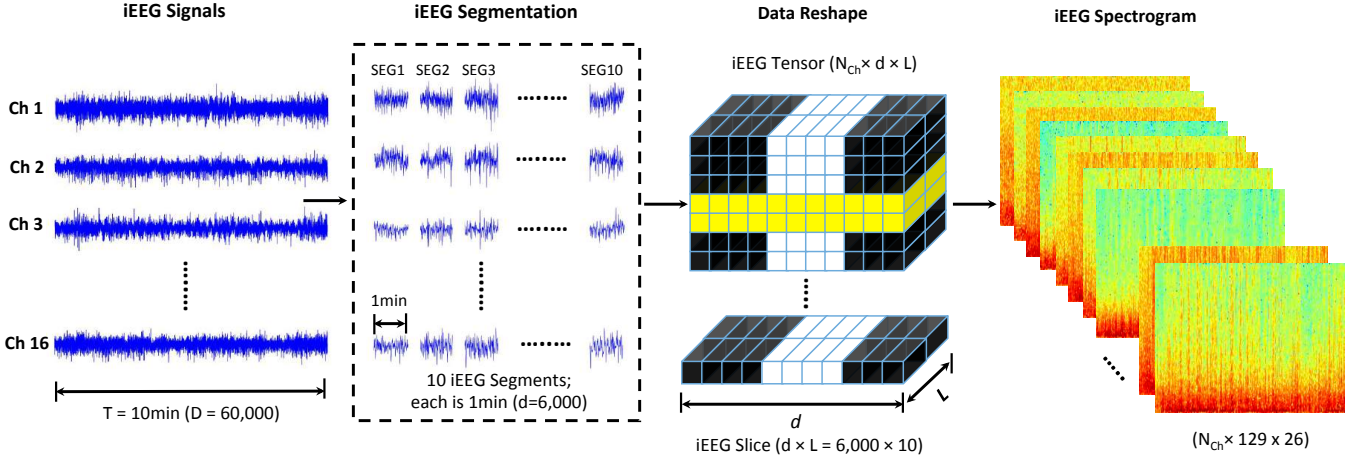 iEEG Signals
iEEG Segmentation
Data Reshape
iEEG Spectrogram
SEG1 SEG2 SEG3 SEG10
iEEG Tensor (N_Ch × d × L)
Ch 1
Ch 2
Ch 3
Ch 16
1min
T = 10min (D = 60,000)
10 iEEG Segments;
each is 1min (d=6,000)
L
d
iEEG Slice (d × L = 6,000 × 10)
(N_Ch × 129 x 26)